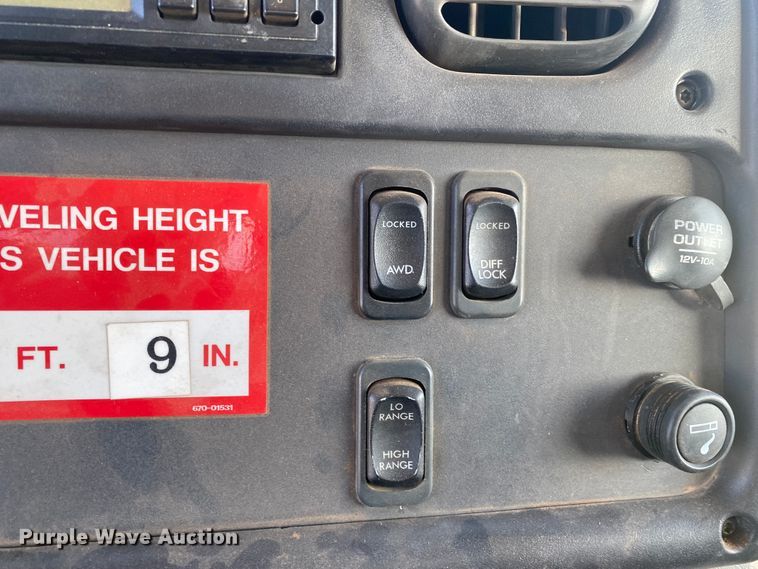 VELING HEIGHT
S VEHICLE IS
FT. 9 IN.
670-01531
LOCKED
AWD
LOCKED
DIFF
LOCK
LO
RANGE
HIGH
RANGE
POWER
OUTLET
12V-10A
Purple Wave Auction